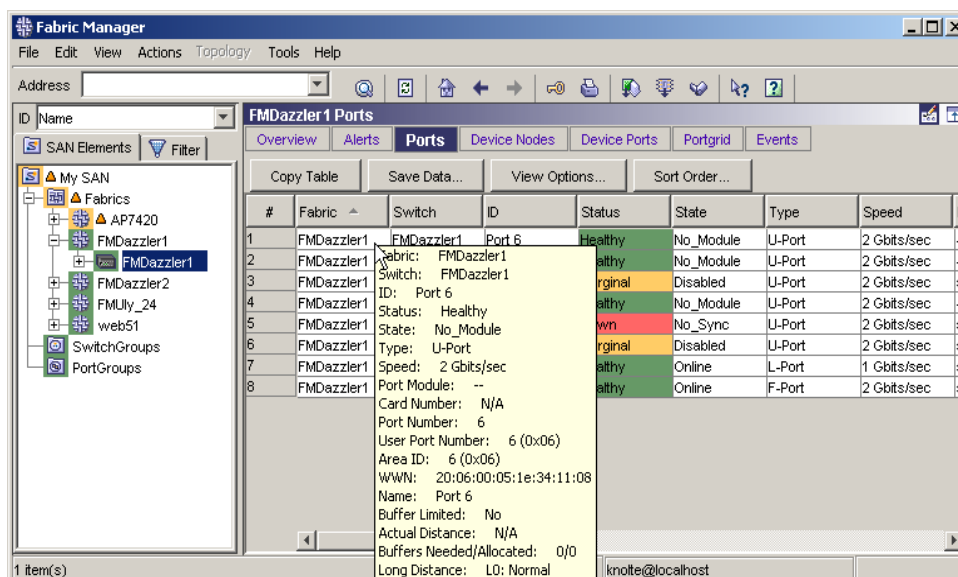 Fabric Manager
File Edit View Actions Topology Tools Help
Address
ID Name
SAN Elements Filter
My SAN
Fabrics
AP7420
FMDazzler1
FMDazzler1
FMDazzler2
FMUly_24
web51
SwitchGroups
PortGroups
FMDazzler1 Ports
Overview Alerts Ports Device Nodes Device Ports Portgrid Events
Copy Table Save Data... View Options... Sort Order...
# Fabric Switch ID Status State Type Speed
1 FMDazzler1 FMDazzler1 Port 6 Healthy No_Module U-Port 2 Gbits/sec
2 FMDazzler1 althy No_Module U-Port 2 Gbits/sec
3 FMDazzler1 rginal Disabled U-Port 2 Gbits/sec
4 FMDazzler1 althy No_Module U-Port 2 Gbits/sec
5 FMDazzler1 wn No_Sync U-Port 2 Gbits/sec
6 FMDazzler1 rginal Disabled U-Port 2 Gbits/sec
7 FMDazzler1 althy Online L-Port 1 Gbits/sec
8 FMDazzler1 althy Online F-Port 2 Gbits/sec
Fabric: FMDazzler1
Switch: FMDazzler1
ID: Port 6
Status: Healthy
State: No_Module
Type: U-Port
Speed: 2 Gbits/sec
Port Module: --
Card Number: N/A
Port Number: 6
User Port Number: 6 (0x06)
Area ID: 6 (0x06)
WWN: 20:06:00:05:1e:34:11:08
Name: Port 6
Buffer Limited: No
Actual Distance: N/A
Buffers Needed/Allocated: 0/0
Long Distance: L0: Normal
1 item(s)
knolte@localhost